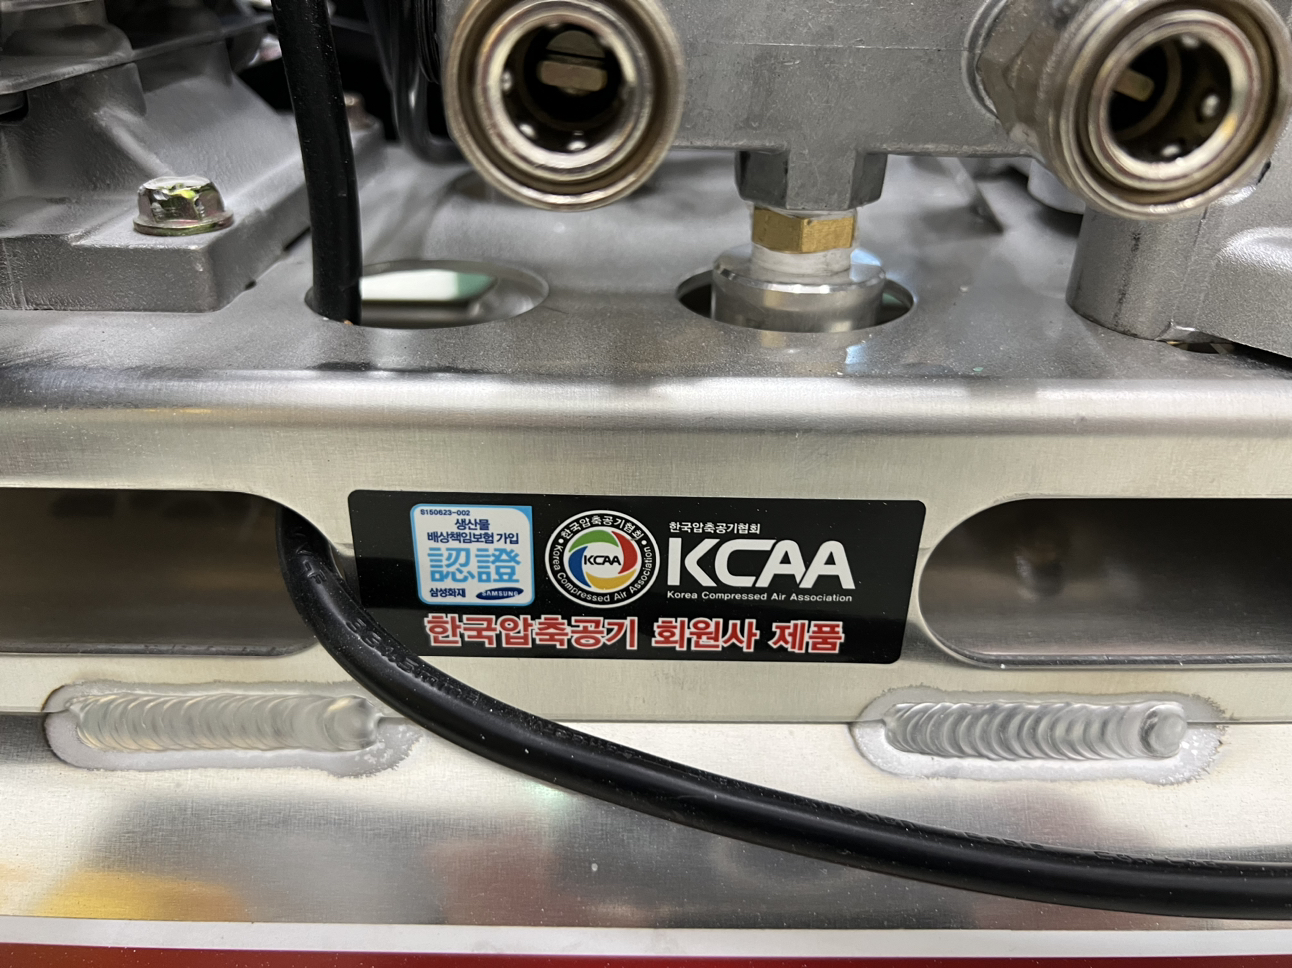 S150623-002
생산물
배상책임보험 가입
認證
삼성화재 SAMSUNG
한국압축공기협회
KCAA
Korea Compressed Air Association
한국압축공기협회
KCAA
Korea Compressed Air Association
한국압축공기 회원사 제품